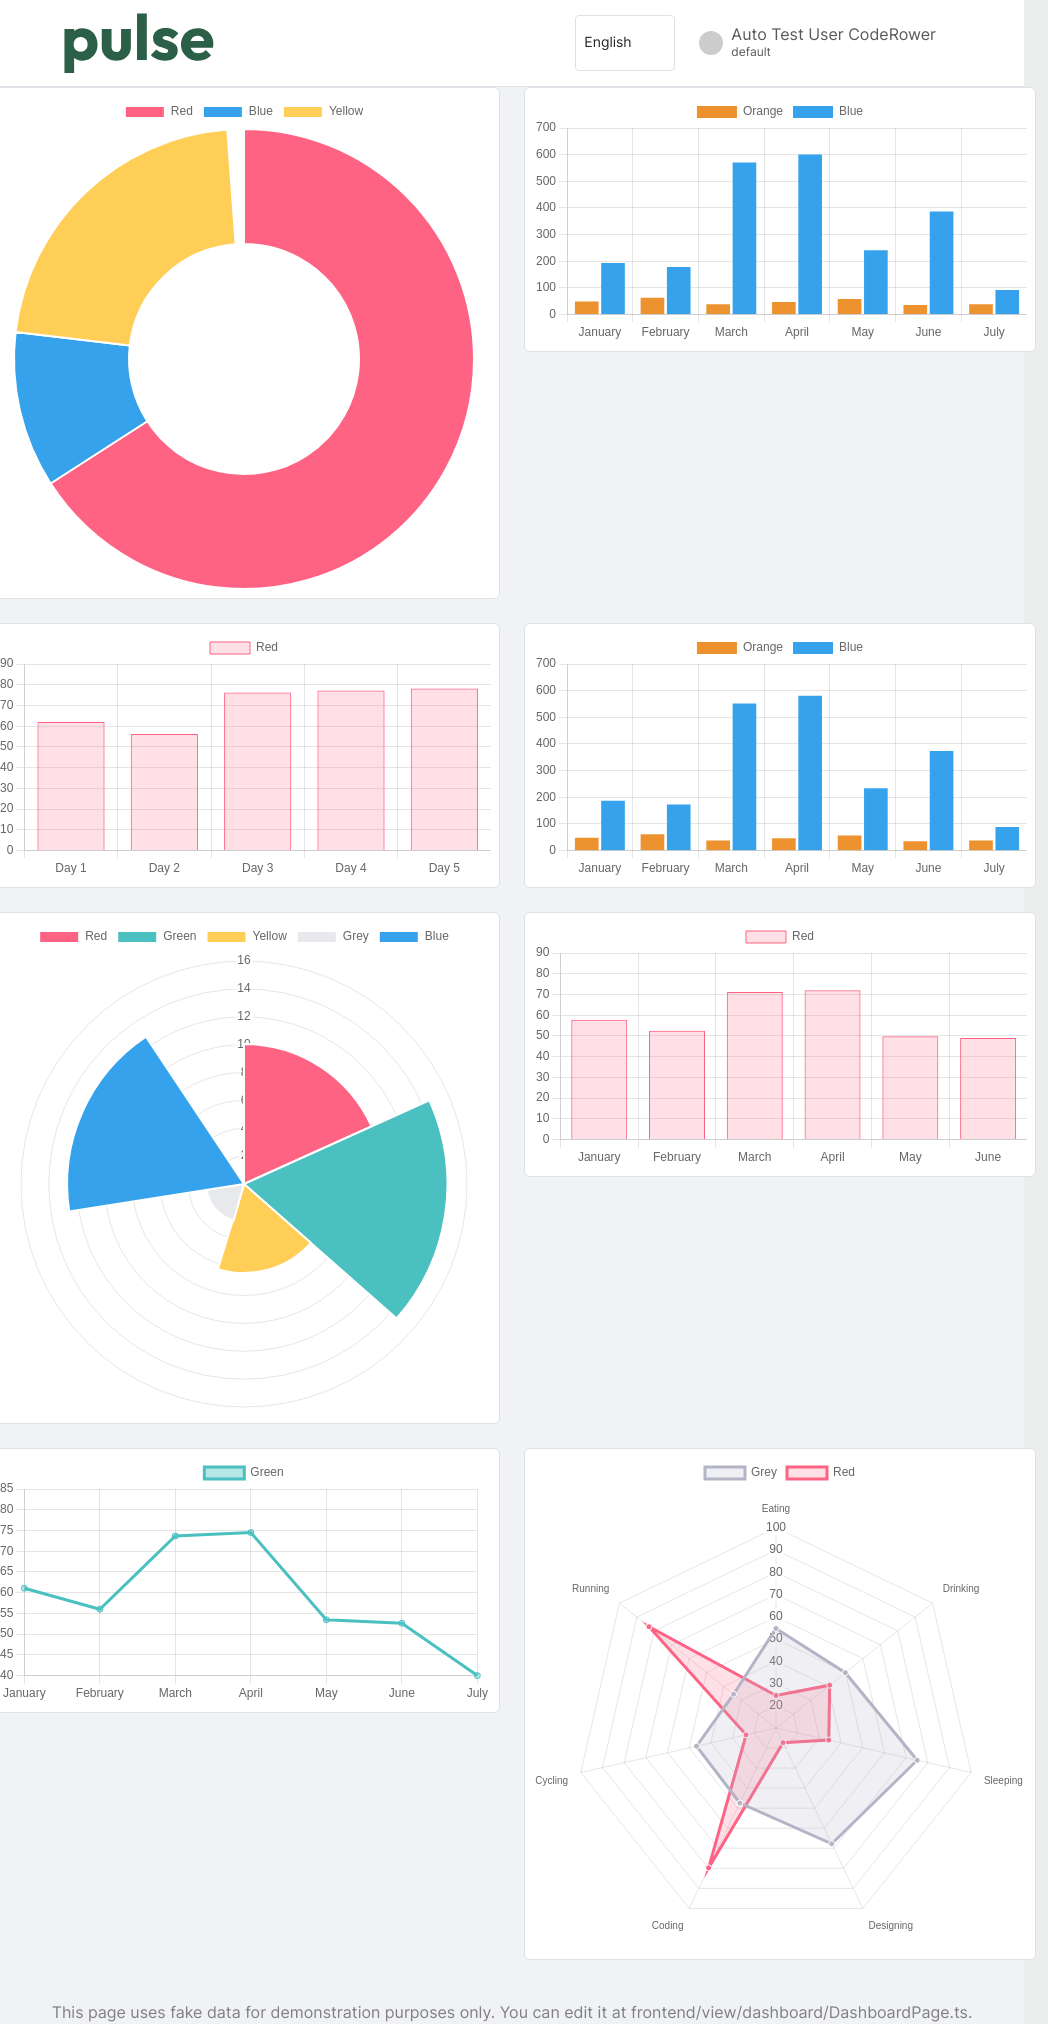 pulse
English
Auto Test User CodeRower
default
Red Blue Yellow
Orange Blue
700
600
500
400
300
200
100
0
January February March April May June July
Red
90
80
70
60
50
40
30
20
10
0
Day 1 Day 2 Day 3 Day 4 Day 5
Orange Blue
700
600
500
400
300
200
100
0
January February March April May June July
Red Green Yellow Grey Blue
16
14
12
10
Red
90
80
70
60
50
40
30
20
10
0
January February March April May June
Green
85
80
75
70
65
60
55
50
45
40
January February March April May June July
Grey Red
Eating
100
90
80
70
60
50
40
30
20
Running
Drinking
Cycling
Sleeping
Coding
Designing
This page uses fake data for demonstration purposes only. You can edit it at frontend/view/dashboard/DashboardPage.ts.